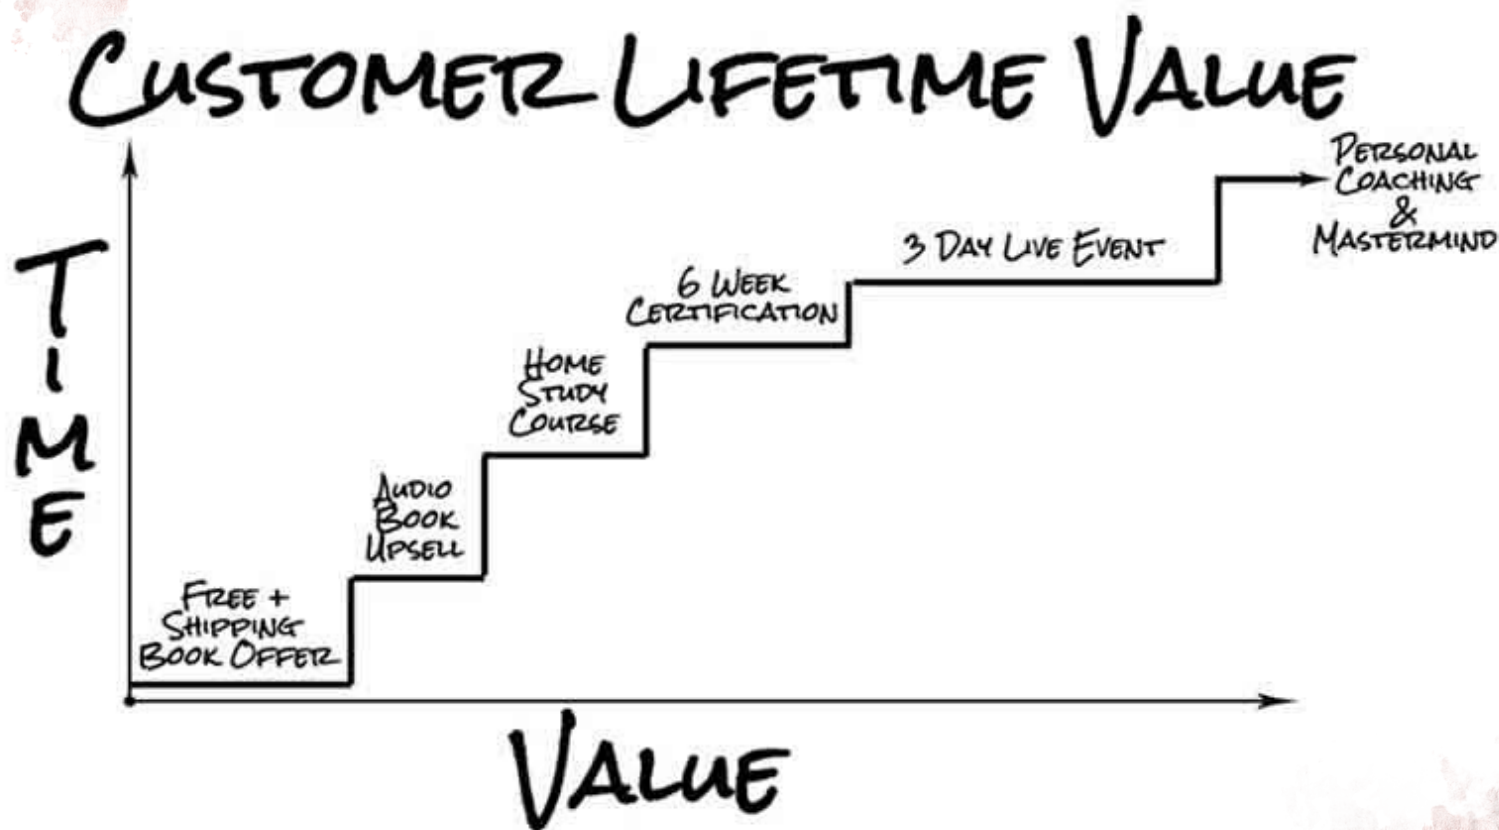 CUSTOMER LIFETIME VALUE
TIME
PERSONAL
COACHING
&
MASTERMIND
3 DAY LIVE EVENT
6 WEEK
CERTIFICATION
HOME
STUDY
COURSE
AUDIO
BOOK
UPSELL
FREE +
SHIPPING
BOOK OFFER
VALUE